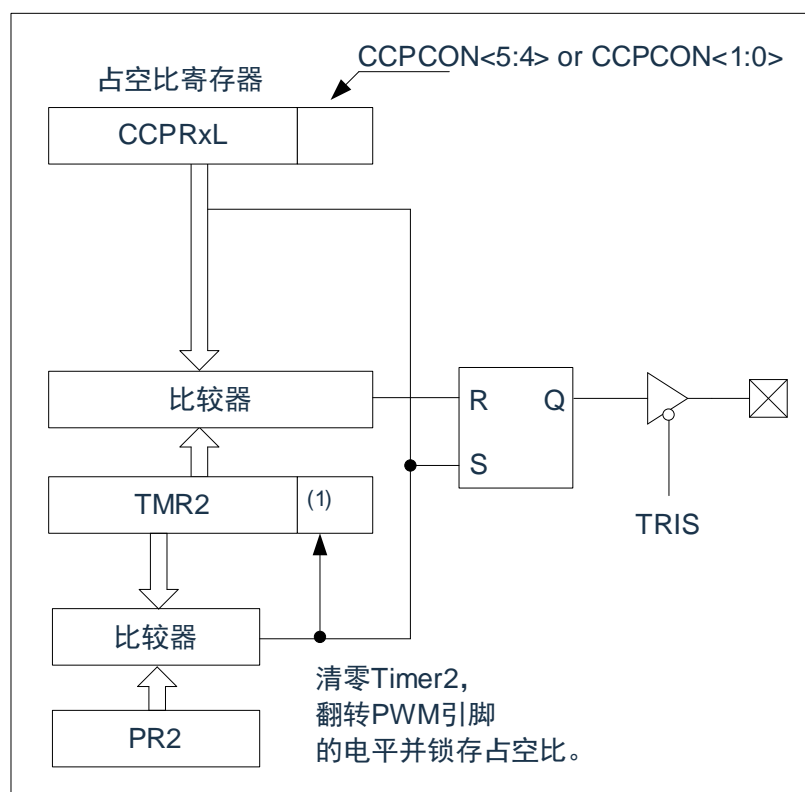 CCPCON<5:4> or CCPCON<1:0>
占空比寄存器
CCPRxL
比较器
R Q
S
TMR2 (1)
TRIS
比较器
清零Timer2，
翻转PWM引脚
的电平并锁存占空比。
PR2